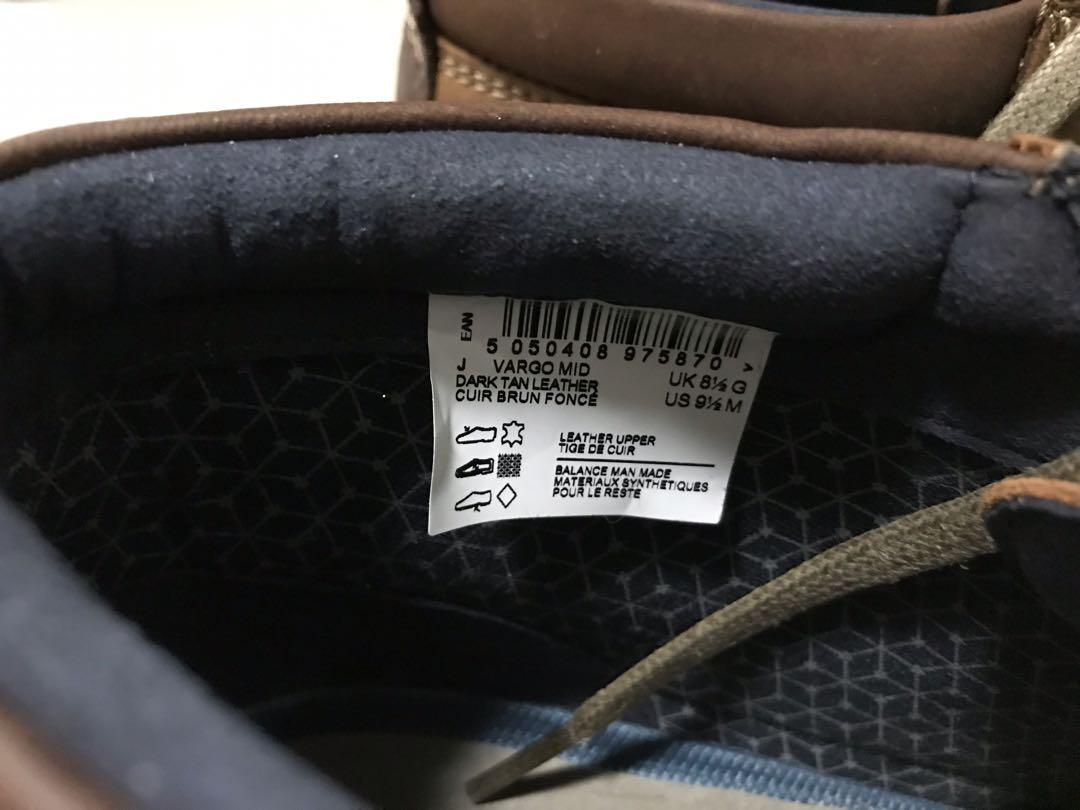 EAN
5 050408 975870 >
J VARGO MID
DARK TAN LEATHER
CUIR BRUN FONCÉ
UK 8½ G
US 9½ M
LEATHER UPPER
TIGE DE CUIR
BALANCE MAN MADE
MATERIAUX SYNTHÉTIQUES
POUR LE RESTE